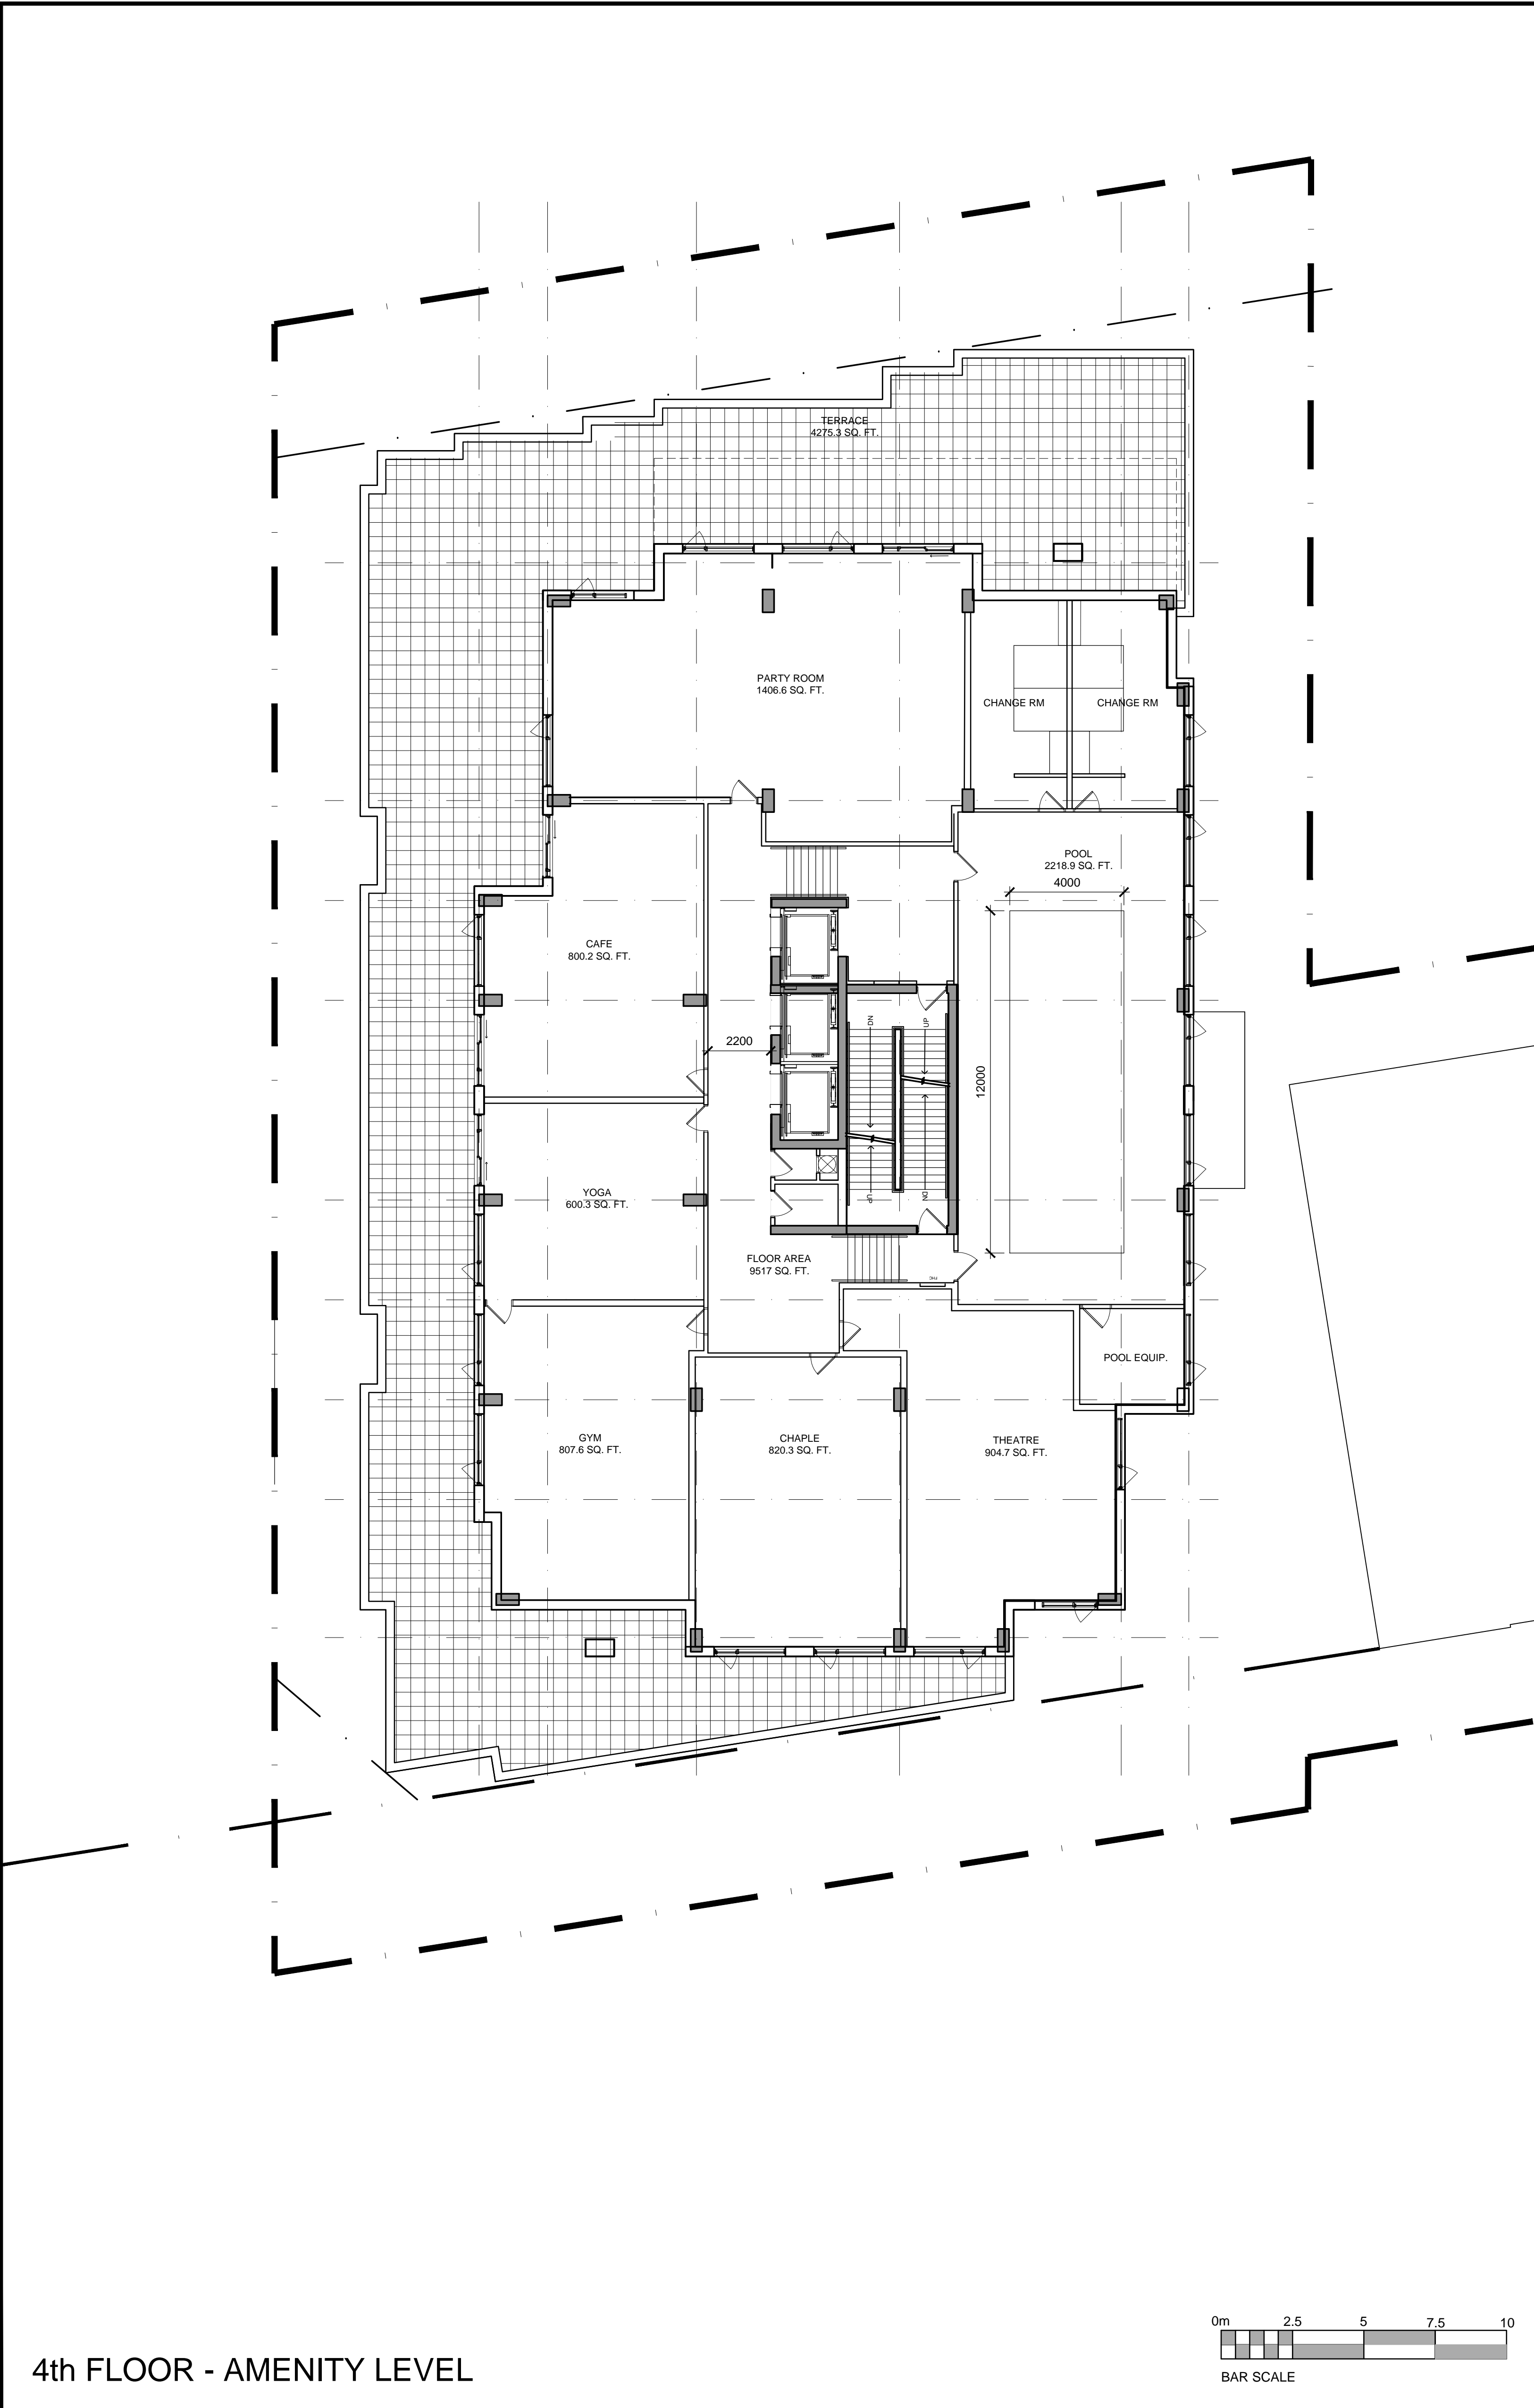 TERRACE
4275.3 SQ. FT.
PARTY ROOM
1406.6 SQ. FT.
CHANGE RM
CHANGE RM
POOL
2218.9 SQ. FT.
4000
CAFE
800.2 SQ. FT.
DN
UP
2200
12000
YOGA
600.3 SQ. FT.
UP
DN
FLOOR AREA
9517 SQ. FT.
FHC
POOL EQUIP.
GYM
807.6 SQ. FT.
CHAPLE
820.3 SQ. FT.
THEATRE
904.7 SQ. FT.
0m 2.5 5 7.5 10
BAR SCALE
4th FLOOR - AMENITY LEVEL